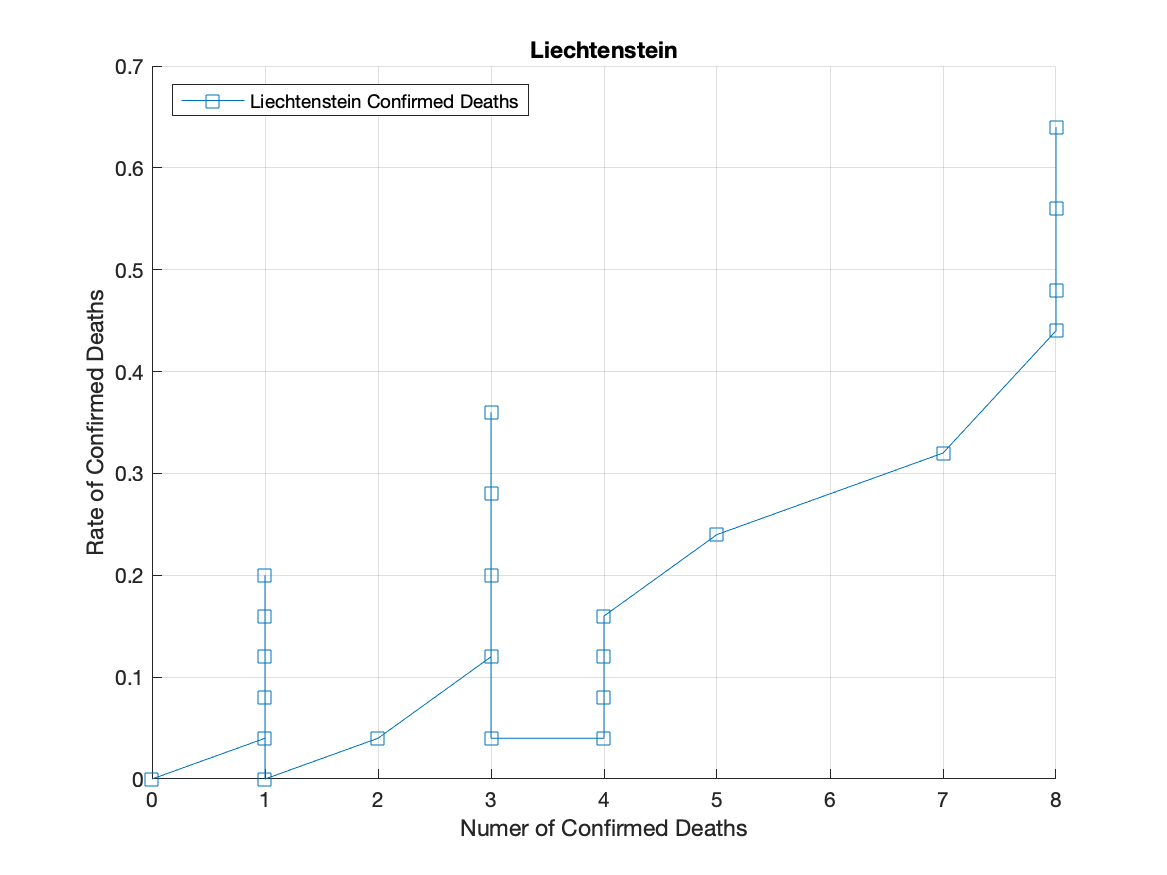 Liechtenstein
Liechtenstein Confirmed Deaths
Rate of Confirmed Deaths
0.7
0.6
0.5
0.4
0.3
0.2
0.1
0
0 1 2 3 4 5 6 7 8
Numer of Confirmed Deaths